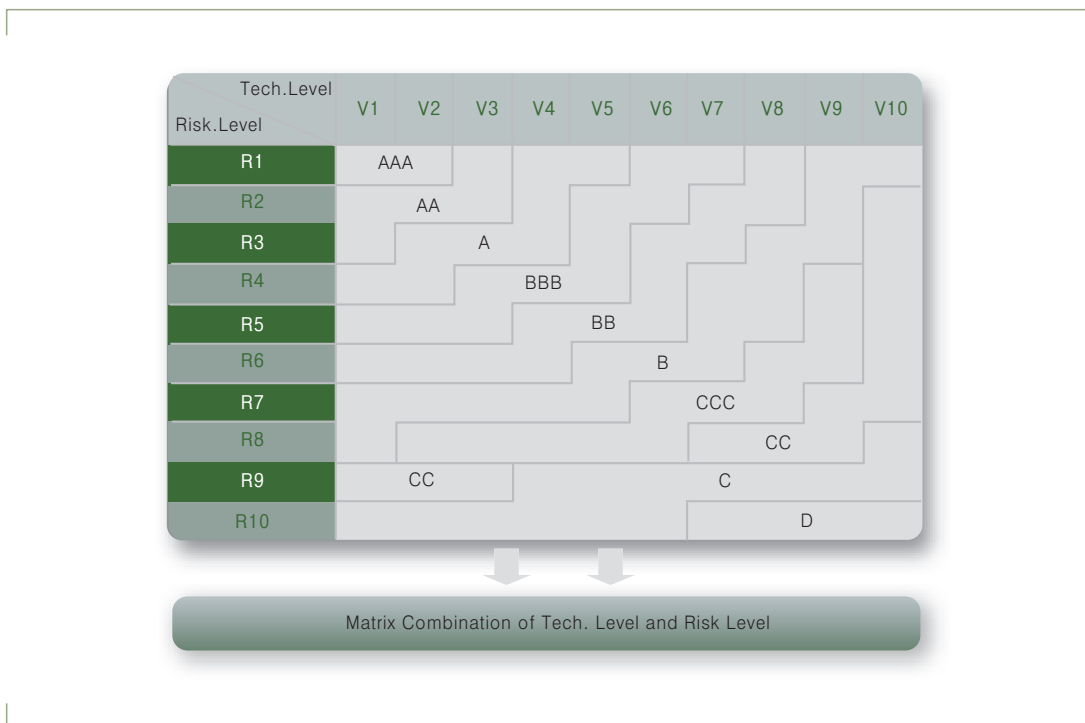 Tech.Level
Risk.Level
V1 V2 V3 V4 V5 V6 V7 V8 V9 V10
R1 AAA
R2 AA
R3 A
R4 BBB
R5 BB
R6 B
R7 CCC
R8 CC
R9 CC C
R10 D
Matrix Combination of Tech. Level and Risk Level